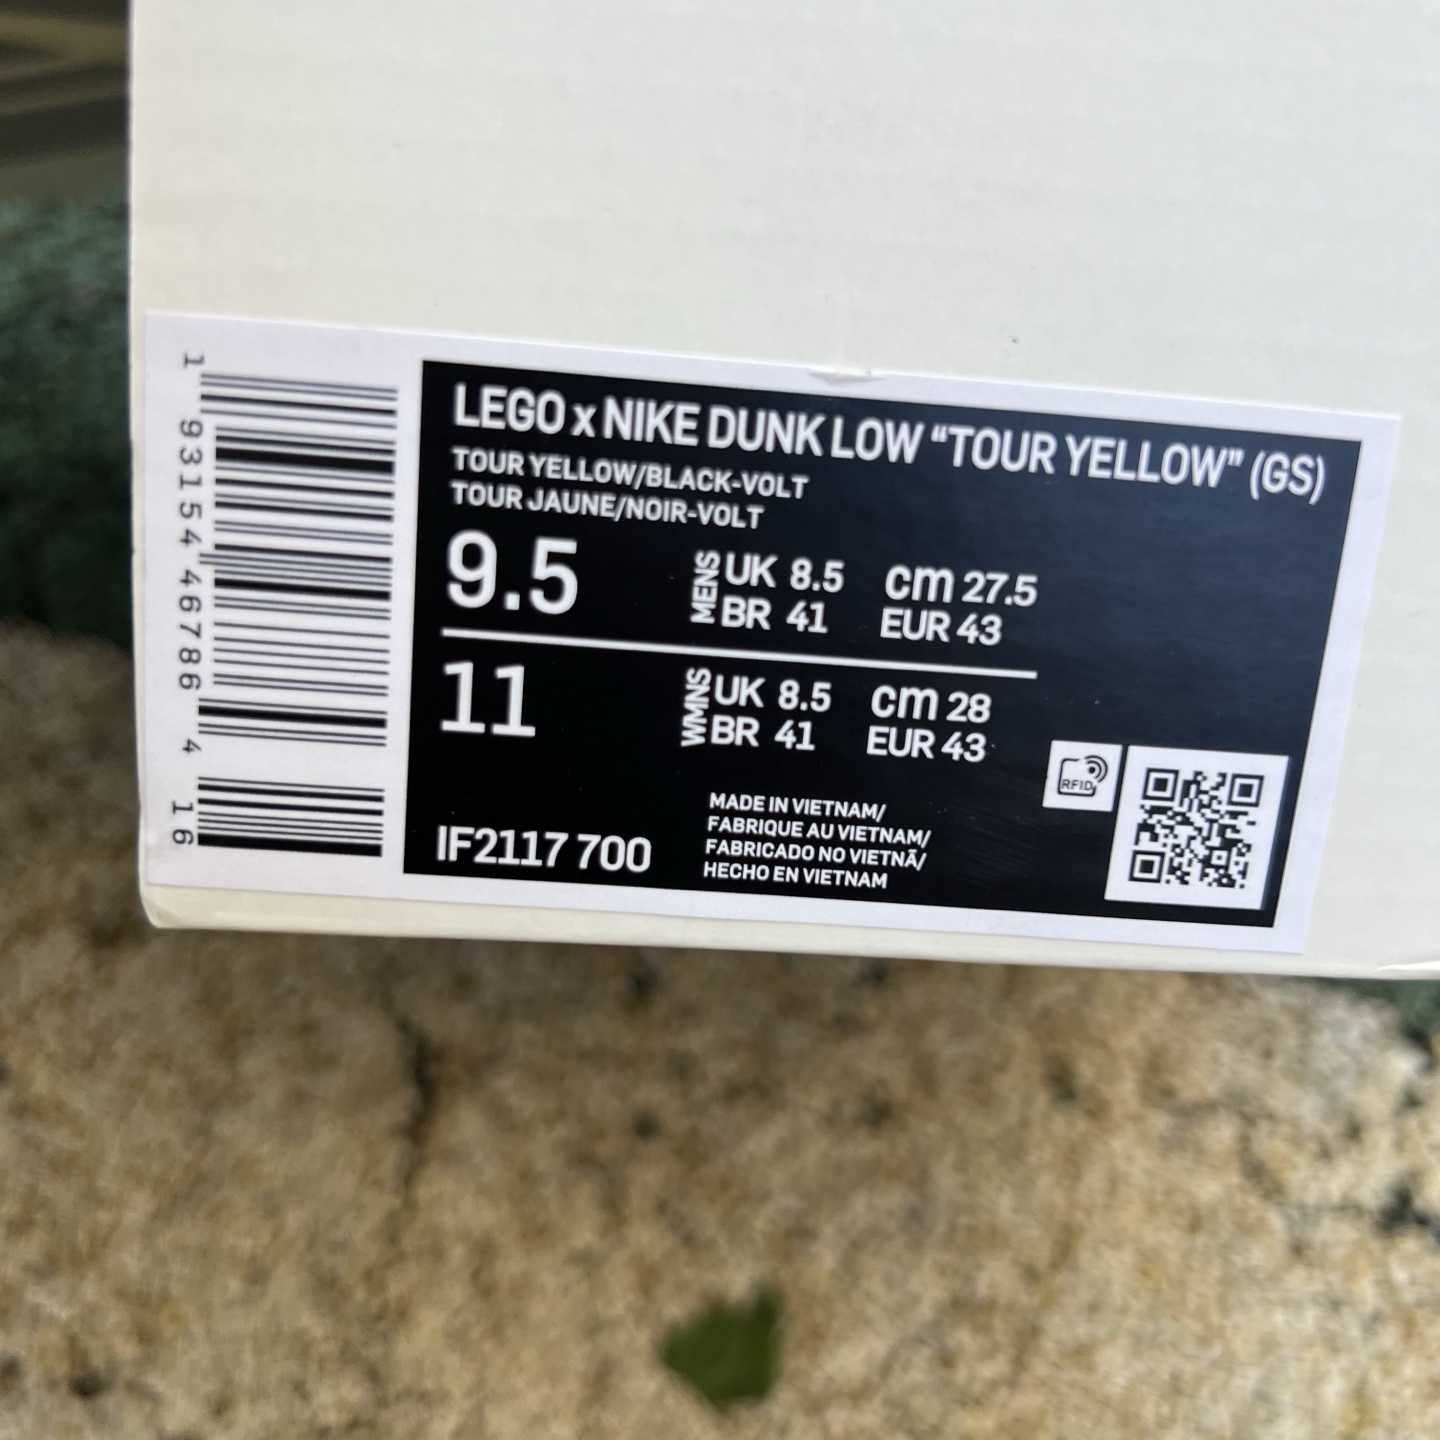 1 93154 46786 4 16
LEGO x NIKE DUNK LOW “TOUR YELLOW” (GS)
TOUR YELLOW/BLACK-VOLT
TOUR JAUNE/NOIR-VOLT
9.5 MENS UK 8.5 cm 27.5
BR 41 EUR 43
11 WMNS UK 8.5 cm 28
BR 41 EUR 43
IF2117 700
MADE IN VIETNAM/
FABRIQUE AU VIETNAM/
FABRICADO NO VIETNÃ/
HECHO EN VIETNAM
RFID